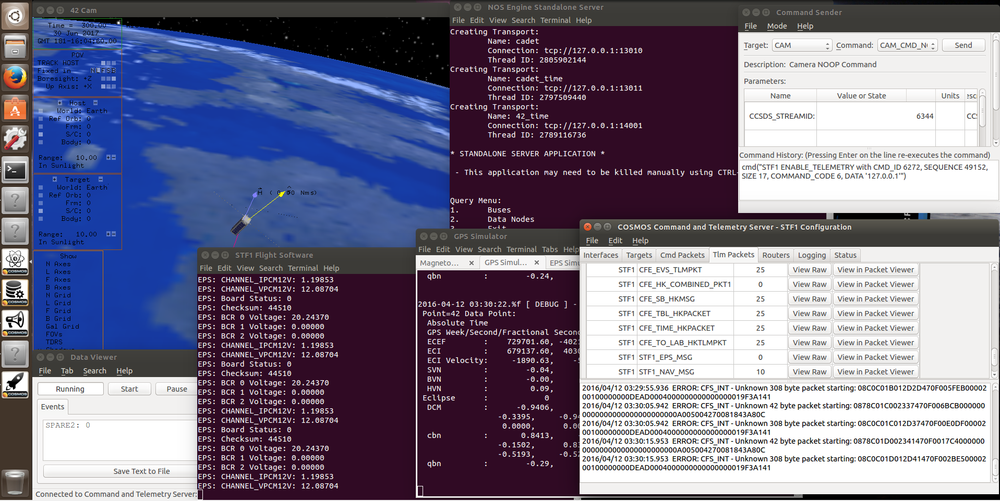 42 Cam
Time = 300.00
30 Jun 2017
GMT 181-16:04:60.00
POV
TRACK HOST
Fixed in N L F S B
Boresight: +Z
Up Axis: +X
+ Host −
World: Earth
Ref Orb: 0
Frm: 0
S/C: 0
Body: 0
Range: 10.00 + −
In Sunlight
+ Target −
World: Earth
Ref Orb: 0
Frm: 0
S/C: 0
Body: 0
Range: 10.00 + −
In Sunlight
Show
N Axes
L Axes
F Axes
B Axes
N Grid
L Grid
F Grid
B Grid
Gal Grid
FOVs
TDRS
COSMOS
COSMOS
COSMOS
COSMOS
Data Viewer
File Tab Search Help
Running Start Pause
Events
SPARE2: 0
Save Text to File
Connected to Command and Telemetry Server:
STF1 Flight Software
File Edit View Search Terminal Help
EPS: CHANNEL_IPCM12V: 1.19853
EPS: CHANNEL_VPCM12V: 12.08704
EPS: Board Status: 0
EPS: Checksum: 44510
EPS: BCR 0 Voltage: 20.24370
EPS: BCR 1 Voltage: 0.00000
EPS: BCR 2 Voltage: 0.00000
EPS: CHANNEL_IPCM12V: 1.19853
EPS: CHANNEL_VPCM12V: 12.08704
EPS: Board Status: 0
EPS: Checksum: 44510
EPS: BCR 0 Voltage: 20.24370
EPS: BCR 1 Voltage: 0.00000
EPS: BCR 2 Voltage: 0.00000
EPS: CHANNEL_IPCM12V: 1.19853
EPS: CHANNEL_VPCM12V: 12.08704
EPS: Board Status: 0
EPS: Checksum: 44510
EPS: BCR 0 Voltage: 20.24370
EPS: BCR 1 Voltage: 0.00000
EPS: BCR 2 Voltage: 0.00000
EPS: CHANNEL_IPCM12V: 1.19853
EPS: CHANNEL_VPCM12V: 12.08704
NOS Engine Standalone Server
File Edit View Search Terminal Help
Creating Transport:
Name: cadet
Connection: tcp://127.0.0.1:13010
Thread ID: 2805902144
Creating Transport:
Name: cadet_time
Connection: tcp://127.0.0.1:13011
Thread ID: 2797509440
Creating Transport:
Name: 42_time
Connection: tcp://127.0.0.1:14001
Thread ID: 2789116736
* STANDALONE SERVER APPLICATION *
- This application may need to be killed manually using CTRL-
Query Menu:
1. Buses
2. Data Nodes
3. Exit
GPS Simulator
File Edit View Search Terminal Tabs Help
Magneto... × GPS Simul... × EPS Simu
qbn : -0.24,
2016-04-12 03:30:22.%f [ DEBUG ] -
Point=42 Data Point:
Absolute Time
GPS Week/Second/Fractional Second
ECEF : 729701.60, -4021
ECI : 679137.60, 4030
ECI Velocity: -1890.63,
SVN : -0.04,
BVN : -0.00,
HVN : 0.09,
Eclipse : 0
DCM : -0.9406,
-0.3395, -0.94
0.0000, 0.00
cbn : 0.8413,
-0.1502, 0.83
-0.5193, -0.52
qbn : -0.29,
Command Sender
File Mode Help
Target: CAM Command: CAM_CMD_N Send
Description: Camera NOOP Command
Parameters:
Name Value or State Units escr
CCSDS_STREAMID: 6344 CCS
Command History: (Pressing Enter on the line re-executes the command)
cmd("STF1 ENABLE_TELEMETRY with CMD_ID 6272, SEQUENCE 49152,
SIZE 17, COMMAND_CODE 6, DATA '127.0.0.1'")
COSMOS Command and Telemetry Server - STF1 Configuration
File Edit Help
Interfaces Targets Cmd Packets Tlm Packets Routers Logging Status
STF1 CFE_EVS_TLMPKT 25 View Raw View in Packet Viewer
STF1 CFE_HK_COMBINED_PKT1 0 View Raw View in Packet Viewer
STF1 CFE_SB_HKMSG 25 View Raw View in Packet Viewer
STF1 CFE_TBL_HKPACKET 25 View Raw View in Packet Viewer
STF1 CFE_TIME_HKPACKET 25 View Raw View in Packet Viewer
STF1 CFE_TO_LAB_HKTLMPKT 25 View Raw View in Packet Viewer
STF1 STF1_EPS_MSG 0 View Raw View in Packet Viewer
STF1 STF1_NAV_MSG 10 View Raw View in Packet Viewer
2016/04/12 03:29:55.936 ERROR: CFS_INT - Unknown 308 byte packet starting: 08C0C01B012D2D470F005FEB00002
00100000000DEAD0004000000000000000019F3A141
2016/04/12 03:30:05.942 ERROR: CFS_INT - Unknown 42 byte packet starting: 0878C01C002337470F006BCB000000
0000000000000000000000000A005004270081843A80C
2016/04/12 03:30:05.942 ERROR: CFS_INT - Unknown 308 byte packet starting: 08C0C01C012D37470F00E0DF00002
00100000000DEAD0004000000000000000019F3A141
2016/04/12 03:30:15.953 ERROR: CFS_INT - Unknown 42 byte packet starting: 0878C01D002341470F0017C4000000
0000000000000000000000000A005004270081843A80C
2016/04/12 03:30:15.953 ERROR: CFS_INT - Unknown 308 byte packet starting: 08C0C01D012D41470F002BE500002
00100000000DEAD0004000000000000000019F3A141